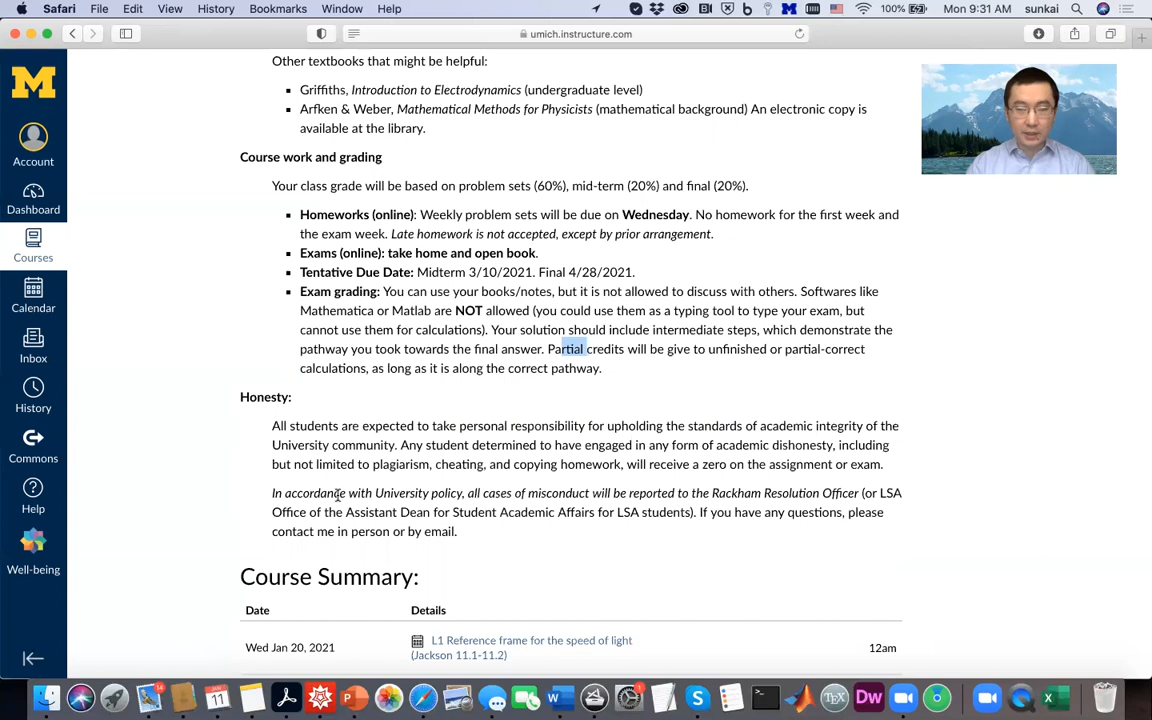 Safari File Edit View History Bookmarks Window Help 100% Mon 9:31 AM sunkai
umich.instructure.com
Account
Dashboard
Courses
Calendar
Inbox
History
Commons
Help
Well-being
Other textbooks that might be helpful:
Griffiths, Introduction to Electrodynamics (undergraduate level)
Arfken & Weber, Mathematical Methods for Physicists (mathematical background) An electronic copy is
available at the library.
Course work and grading
Your class grade will be based on problem sets (60%), mid-term (20%) and final (20%).
Homeworks (online): Weekly problem sets will be due on Wednesday. No homework for the first week and
the exam week. Late homework is not accepted, except by prior arrangement.
Exams (online): take home and open book.
Tentative Due Date: Midterm 3/10/2021. Final 4/28/2021.
Exam grading: You can use your books/notes, but it is not allowed to discuss with others. Softwares like
Mathematica or Matlab are NOT allowed (you could use them as a typing tool to type your exam, but
cannot use them for calculations). Your solution should include intermediate steps, which demonstrate the
pathway you took towards the final answer. Partial credits will be give to unfinished or partial-correct
calculations, as long as it is along the correct pathway.
Honesty:
All students are expected to take personal responsibility for upholding the standards of academic integrity of the
University community. Any student determined to have engaged in any form of academic dishonesty, including
but not limited to plagiarism, cheating, and copying homework, will receive a zero on the assignment or exam.
In accordance with University policy, all cases of misconduct will be reported to the Rackham Resolution Officer (or LSA
Office of the Assistant Dean for Student Academic Affairs for LSA students). If you have any questions, please
contact me in person or by email.
Course Summary:
Date Details
Wed Jan 20, 2021 L1 Reference frame for the speed of light 12am
(Jackson 11.1-11.2)